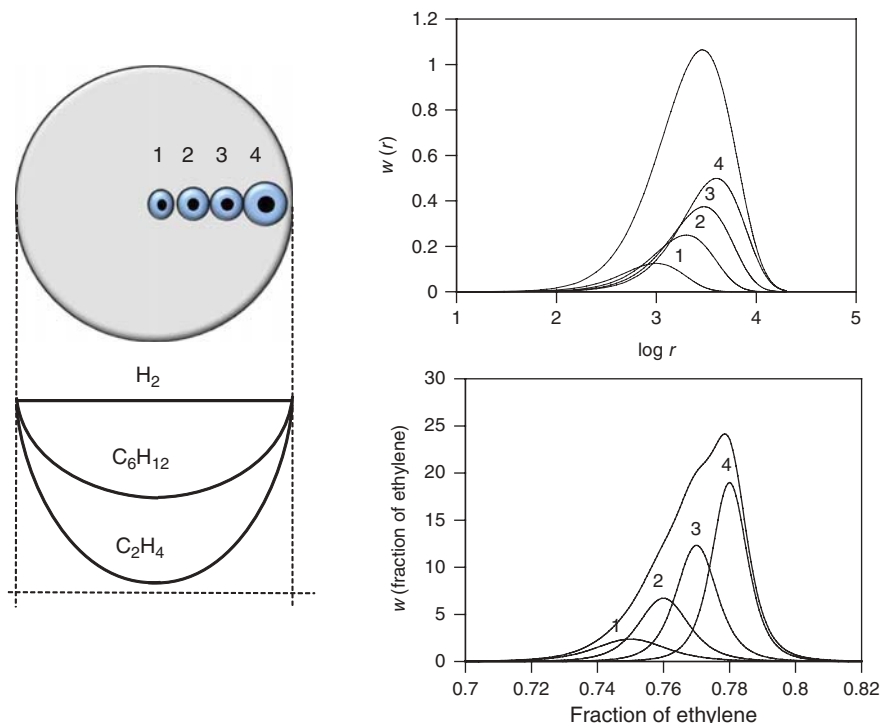 1 2 3 4
H2
C6H12
C2H4
1.2
1
0.8
0.6
0.4
0.2
0
w (r)
4
3
2
1
1 2 3 4 5
log r
30
25
20
15
10
5
0
w (fraction of ethylene)
4
3
2
1
0.7 0.72 0.74 0.76 0.78 0.8 0.82
Fraction of ethylene